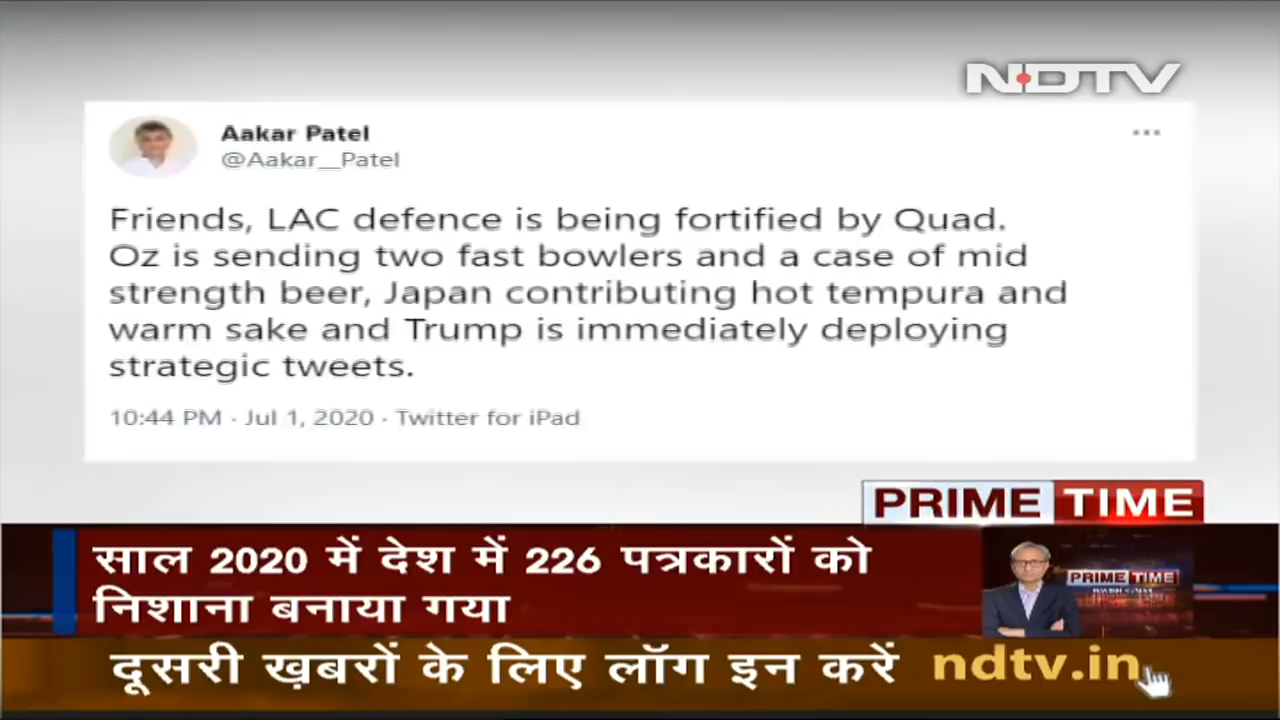 NDTV
Aakar Patel
@Aakar__Patel
Friends, LAC defence is being fortified by Quad.
Oz is sending two fast bowlers and a case of mid
strength beer, Japan contributing hot tempura and
warm sake and Trump is immediately deploying
strategic tweets.
10:44 PM · Jul 1, 2020 · Twitter for iPad
PRIME TIME
साल 2020 में देश में 226 पत्रकारों को
निशाना बनाया गया
PRIME TIME
दूसरी ख़बरों के लिए लॉग इन करें ndtv.in